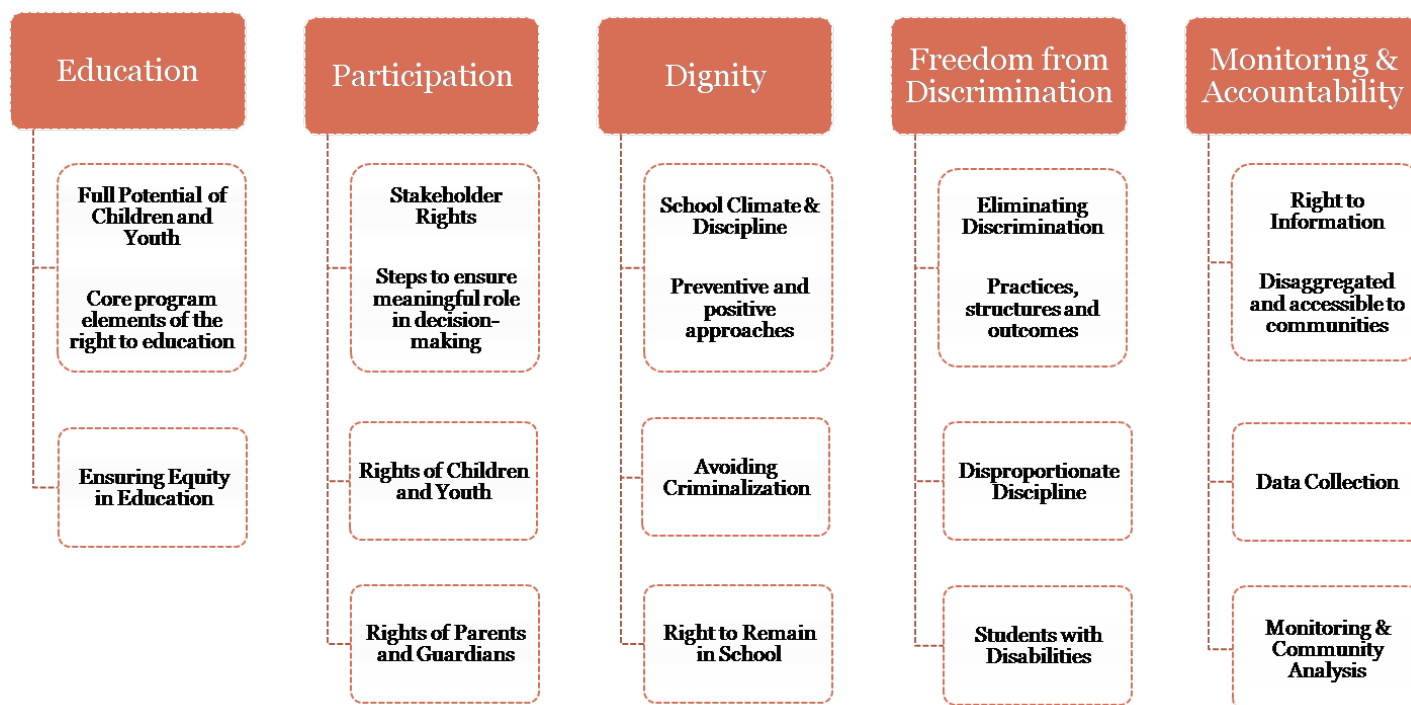 Education
Full Potential of
Children and
Youth
Core program
elements of the
right to education
Ensuring Equity
in Education
Participation
Stakeholder
Rights
Steps to ensure
meaningful role
in decision-
making
Rights of Children
and Youth
Rights of Parents
and Guardians
Dignity
School Climate &
Discipline
Preventive and
positive
approaches
Avoiding
Criminalization
Right to Remain
in School
Freedom from
Discrimination
Eliminating
Discrimination
Practices,
structures and
outcomes
Disproportionate
Discipline
Students with
Disabilities
Monitoring &
Accountability
Right to
Information
Disaggregated
and accessible to
communities
Data Collection
Monitoring &
Community
Analysis